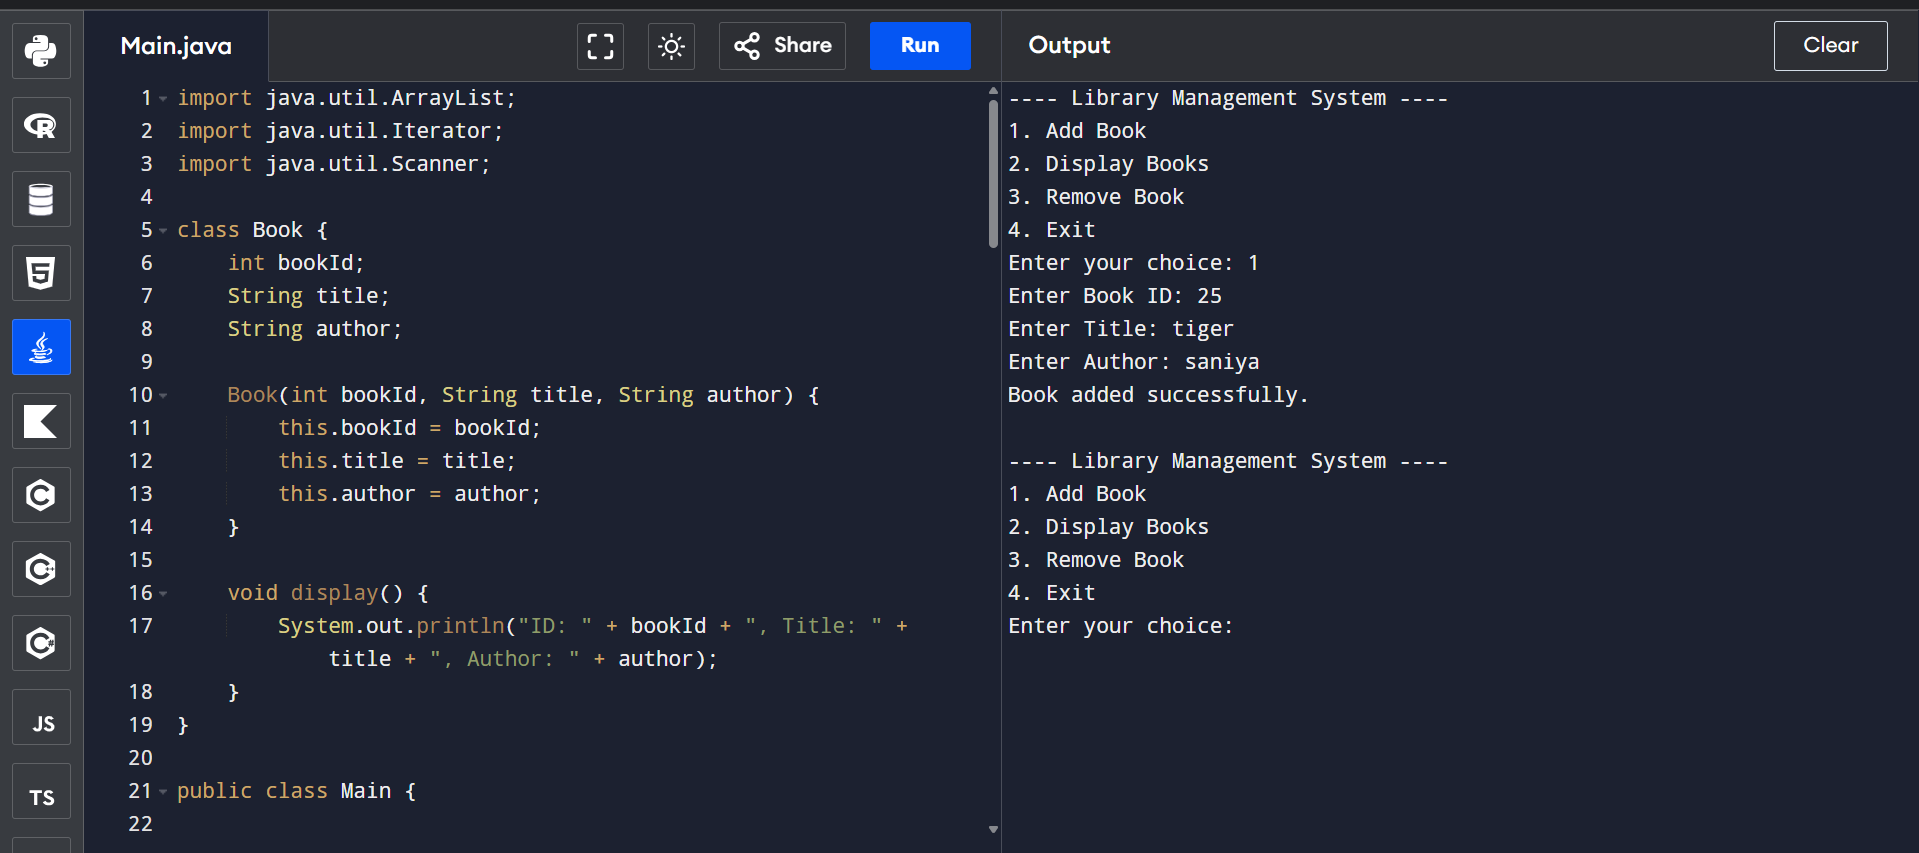 Main.java
Share
Run
Output
Clear
1 import java.util.ArrayList;
2 import java.util.Iterator;
3 import java.util.Scanner;
4
5 class Book {
6     int bookId;
7     String title;
8     String author;
9
10     Book(int bookId, String title, String author) {
11         this.bookId = bookId;
12         this.title = title;
13         this.author = author;
14     }
15
16     void display() {
17         System.out.println("ID: " + bookId + ", Title: " +
            title + ", Author: " + author);
18     }
19 }
20
21 public class Main {
22
---- Library Management System ----
1. Add Book
2. Display Books
3. Remove Book
4. Exit
Enter your choice: 1
Enter Book ID: 25
Enter Title: tiger
Enter Author: saniya
Book added successfully.

---- Library Management System ----
1. Add Book
2. Display Books
3. Remove Book
4. Exit
Enter your choice:
R
5
C
C
C#
JS
TS